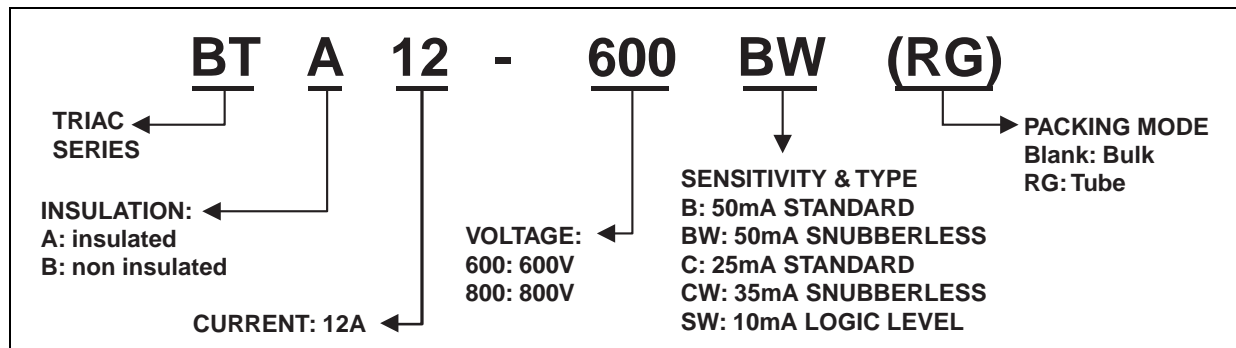 BT A 12 - 600 BW (RG)
TRIAC
SERIES
INSULATION:
A: insulated
B: non insulated
CURRENT: 12A
VOLTAGE:
600: 600V
800: 800V
SENSITIVITY & TYPE
B: 50mA STANDARD
BW: 50mA SNUBBERLESS
C: 25mA STANDARD
CW: 35mA SNUBBERLESS
SW: 10mA LOGIC LEVEL
PACKING MODE
Blank: Bulk
RG: Tube